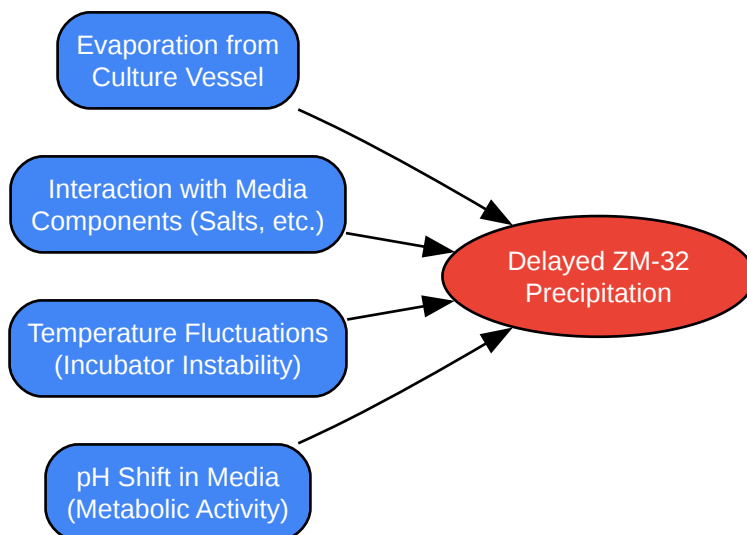 Evaporation from
Culture Vessel
Interaction with Media
Components (Salts, etc.)
Delayed ZM-32
Precipitation
Temperature Fluctuations
(Incubator Instability)
pH Shift in Media
(Metabolic Activity)